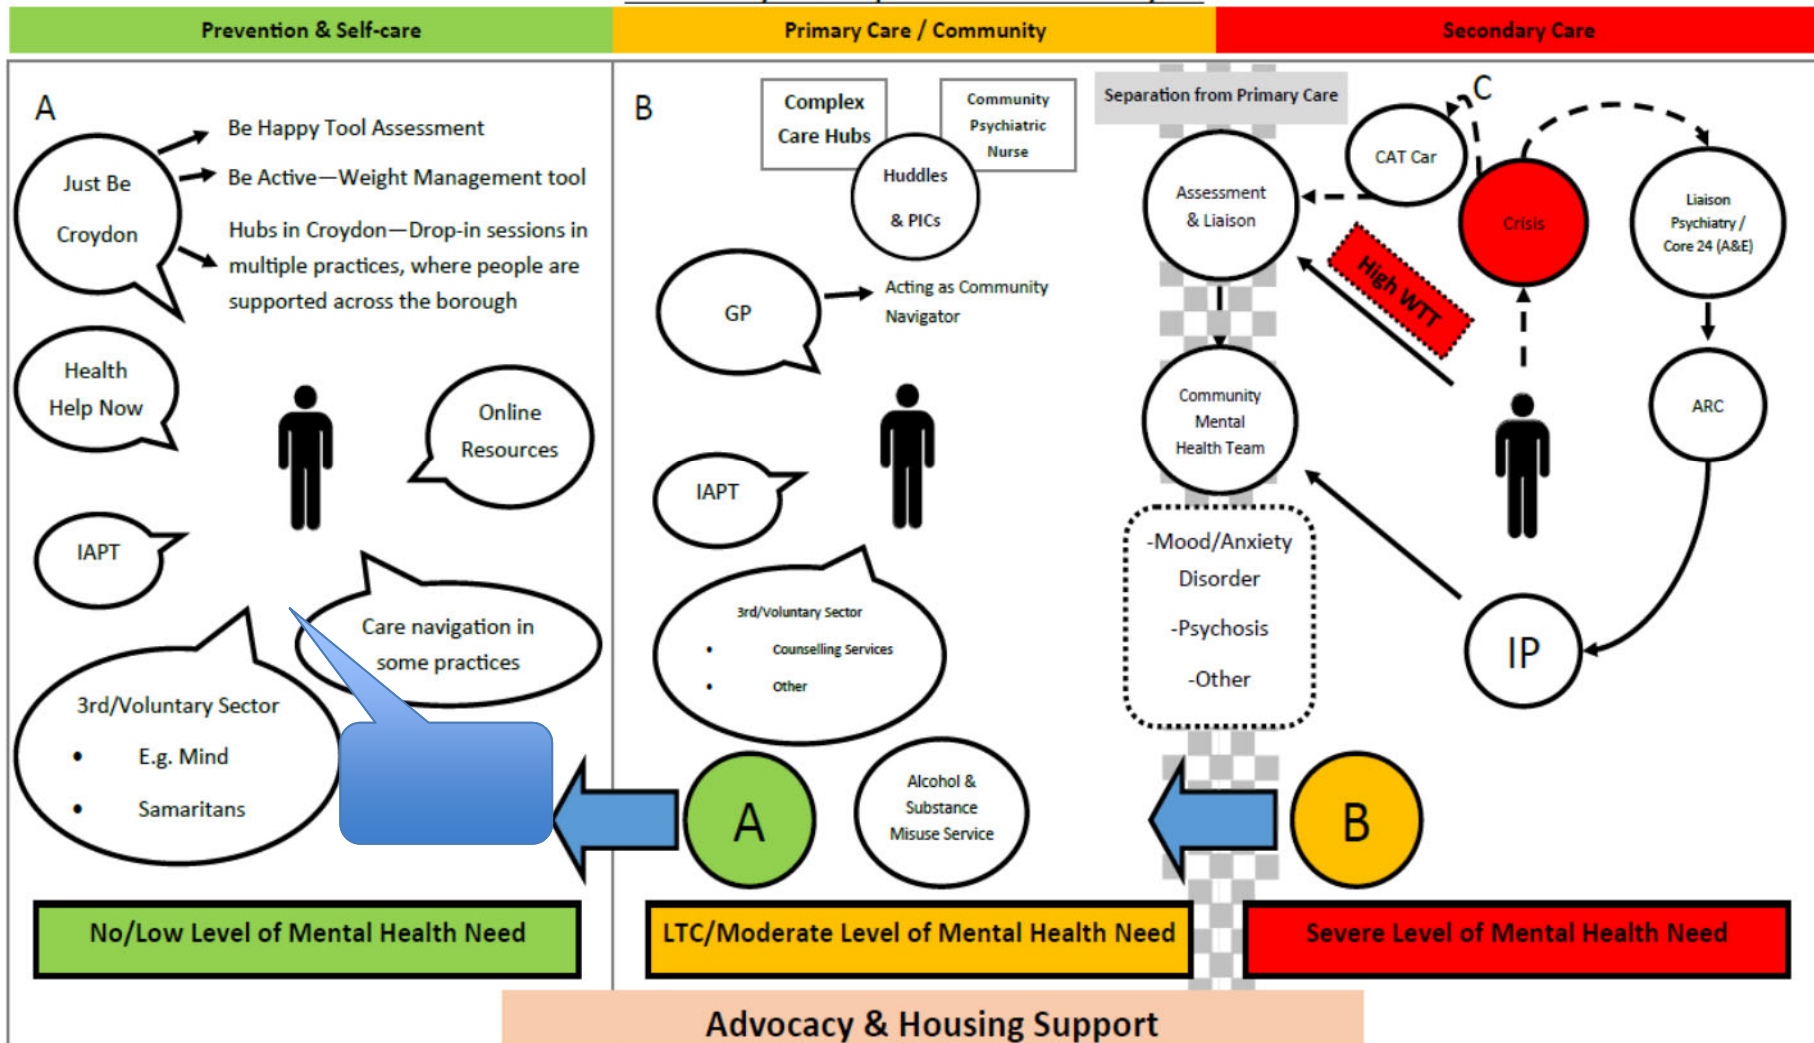 Prevention & Self-care
Primary Care / Community
Secondary Care
A
Just Be
Croydon
Be Happy Tool Assessment
Be Active—Weight Management tool
Hubs in Croydon—Drop-in sessions in
multiple practices, where people are
supported across the borough
Health
Help Now
Online
Resources
IAPT
Care navigation in
some practices
3rd/Voluntary Sector
• E.g. Mind
• Samaritans
No/Low Level of Mental Health Need
B
Complex
Care Hubs
Community
Psychiatric
Nurse
Huddles
& PICs
GP
Acting as Community
Navigator
IAPT
3rd/Voluntary Sector
• Counselling Services
• Other
A
Alcohol &
Substance
Misuse Service
LTC/Moderate Level of Mental Health Need
Separation from Primary Care
Assessment
& Liaison
Community
Mental
Health Team
-Mood/Anxiety
Disorder
-Psychosis
-Other
C
CAT Car
Crisis
Liaison
Psychiatry /
Core 24 (A&E)
High WTT
ARC
IP
B
Severe Level of Mental Health Need
Advocacy & Housing Support